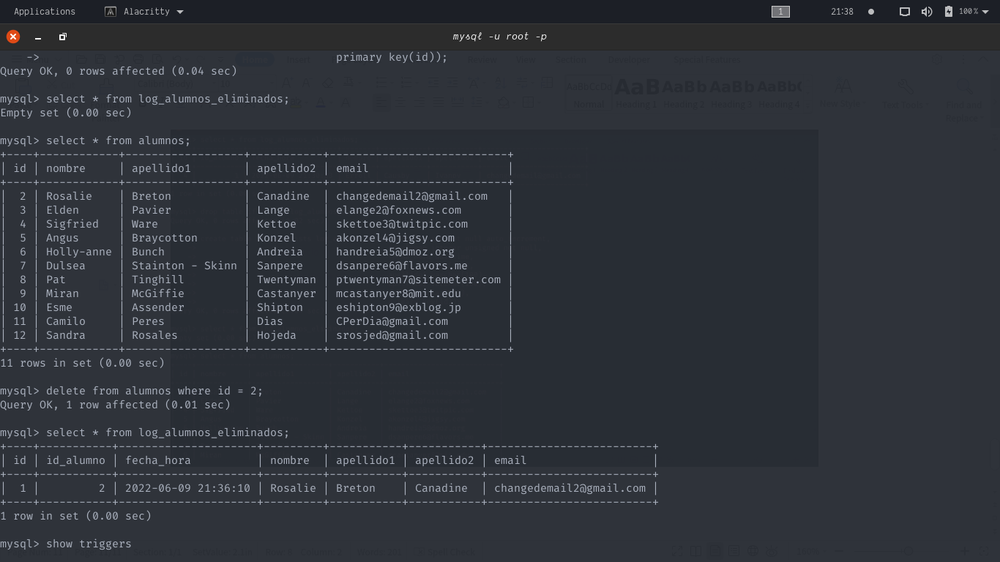 Applications Alacritty 1 21:38 100%
mysql -u root -p
-> primary key(id));
Query OK, 0 rows affected (0.04 sec)
mysql> select * from log_alumnos_eliminados;
Empty set (0.00 sec)
mysql> select * from alumnos;
+----+------------+------------------+-----------+---------------------------+
| id | nombre | apellido1 | apellido2 | email |
+----+------------+------------------+-----------+---------------------------+
| 2 | Rosalie | Breton | Canadine | changedemail2@gmail.com |
| 3 | Elden | Pavier | Lange | elange2@foxnews.com |
| 4 | Sigfried | Ware | Kettoe | skettoe3@twitpic.com |
| 5 | Angus | Braycotton | Konzel | akonzel4@jigsy.com |
| 6 | Holly-anne | Bunch | Andreia | handreia5@dmoz.org |
| 7 | Dulsea | Stainton - Skinn | Sanpere | dsanpere6@flavors.me |
| 8 | Pat | Tinghill | Twentyman | ptwentyman7@sitemeter.com |
| 9 | Miran | McGiffie | Castanyer | mcastanyer8@mit.edu |
| 10 | Esme | Assender | Shipton | eshipton9@exblog.jp |
| 11 | Camilo | Peres | Dias | CPerDia@gmail.com |
| 12 | Sandra | Rosales | Hojeda | srosjed@gmail.com |
+----+------------+------------------+-----------+---------------------------+
11 rows in set (0.00 sec)
mysql> delete from alumnos where id = 2;
Query OK, 1 row affected (0.01 sec)
mysql> select * from log_alumnos_eliminados;
+----+-----------+---------------------+---------+-----------+-----------+-------------------------+
| id | id_alumno | fecha_hora | nombre | apellido1 | apellido2 | email |
+----+-----------+---------------------+---------+-----------+-----------+-------------------------+
| 1 | 2 | 2022-06-09 21:36:10 | Rosalie | Breton | Canadine | changedemail2@gmail.com |
+----+-----------+---------------------+---------+-----------+-----------+-------------------------+
1 row in set (0.00 sec)
mysql> show triggers